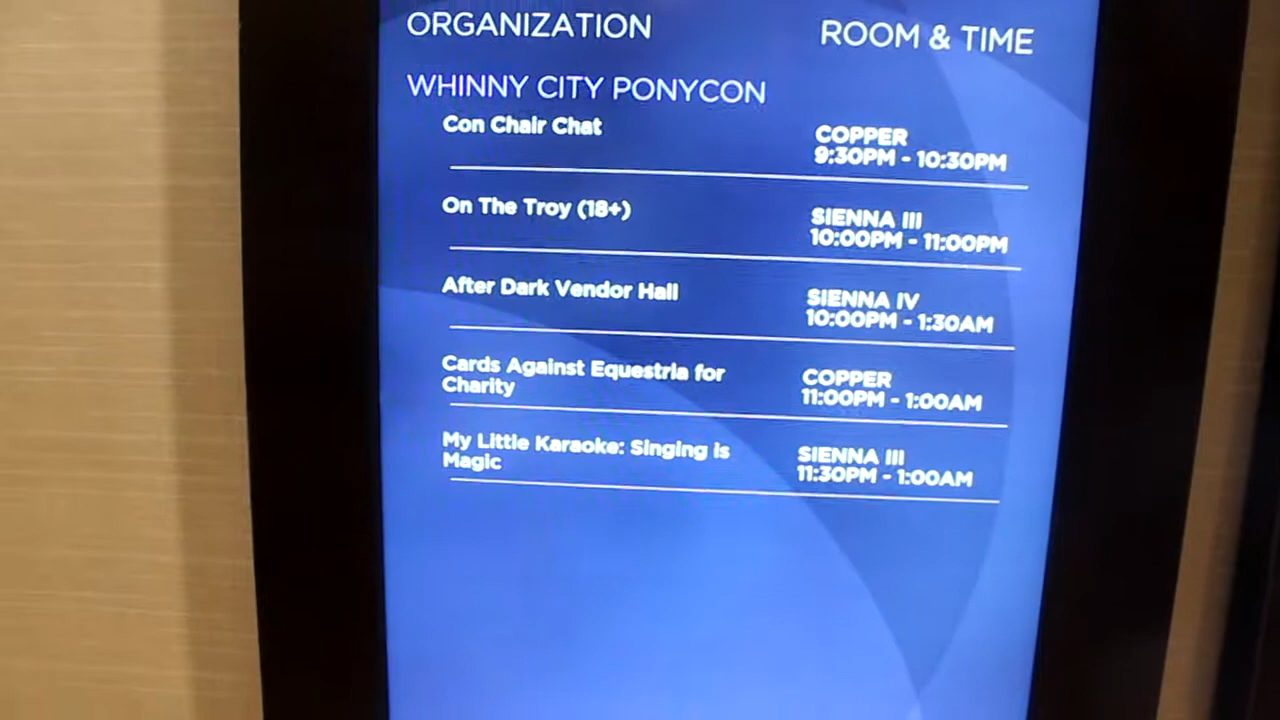 ORGANIZATION
ROOM & TIME
WHINNY CITY PONYCON
Con Chair Chat
COPPER
9:30PM - 10:30PM
On The Troy (18+)
SIENNA III
10:00PM - 11:00PM
After Dark Vendor Hall
SIENNA IV
10:00PM - 1:30AM
Cards Against Equestria for
Charity
COPPER
11:00PM - 1:00AM
My Little Karaoke: Singing is
Magic
SIENNA III
11:30PM - 1:00AM